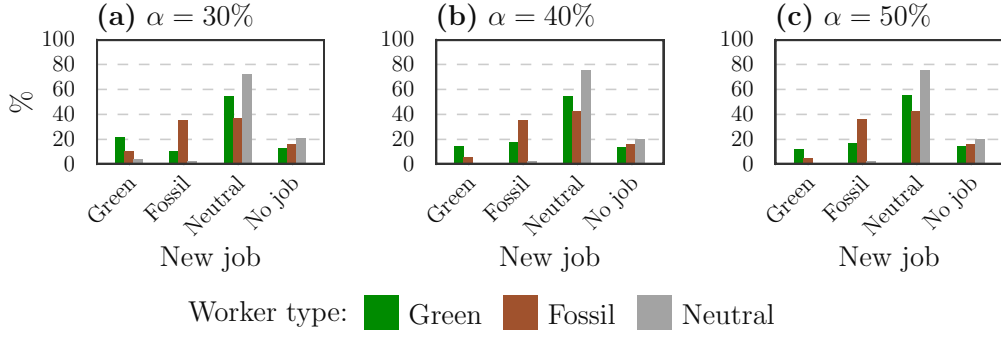 (a) α = 30%
(b) α = 40%
(c) α = 50%
%
100
80
60
40
20
0
Green
Fossil
Neutral
No job
New job
100
80
60
40
20
0
Green
Fossil
Neutral
No job
New job
100
80
60
40
20
0
Green
Fossil
Neutral
No job
New job
Worker type: Green Fossil Neutral